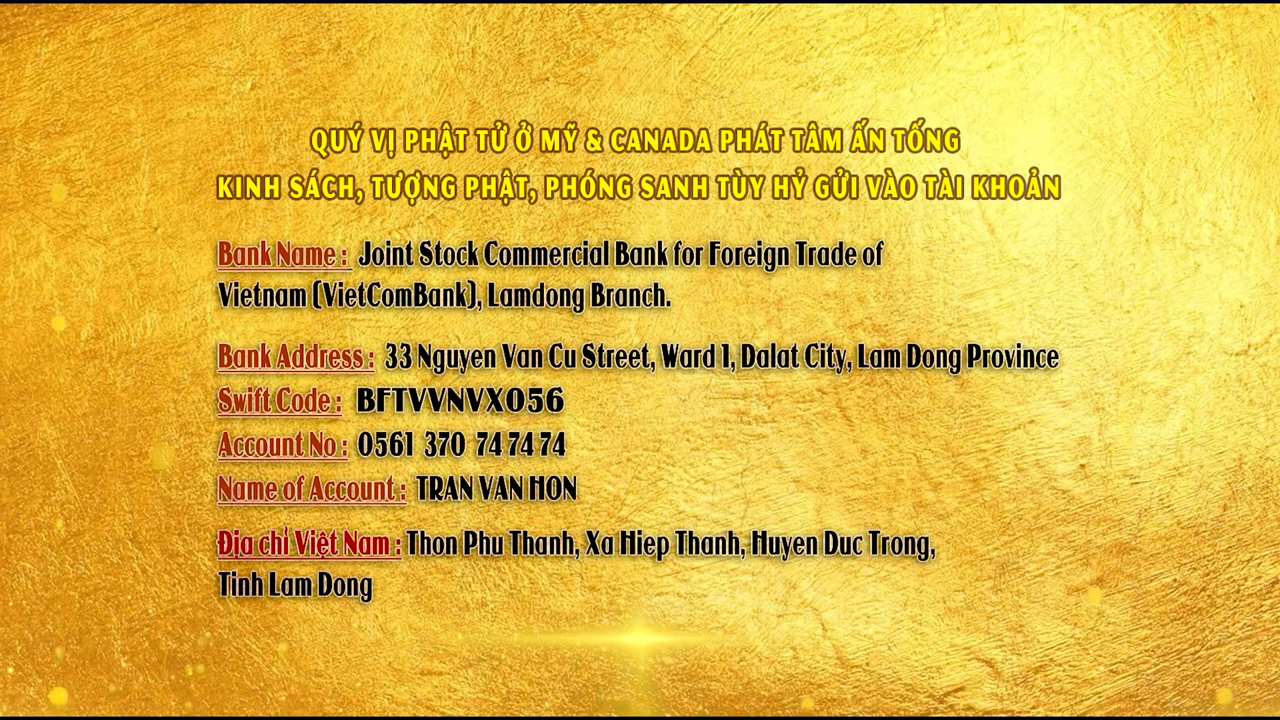 QUÝ VỊ PHẬT TỬ Ở MỸ & CANADA PHÁT TÂM ẤN TỐNG
KINH SÁCH, TƯỢNG PHẬT, PHÓNG SANH TÙY HỶ GỬI VÀO TÀI KHOẢN
Bank Name : Joint Stock Commercial Bank for Foreign Trade of
Vietnam (VietComBank), Lamdong Branch.
Bank Address : 33 Nguyen Van Cu Street, Ward 1, Dalat City, Lam Dong Province
Swift Code : BFTVVNVX056
Account No : 0561 370 74 74 74
Name of Account : TRAN VAN HON
Địa chỉ Việt Nam : Thon Phu Thanh, Xa Hiep Thanh, Huyen Duc Trong,
Tinh Lam Dong